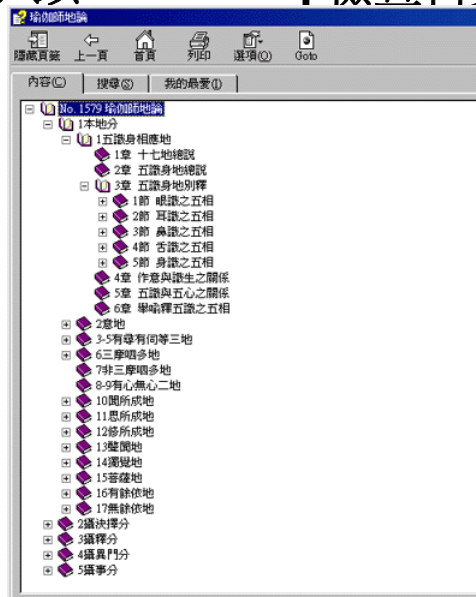 瑜伽師地論
隱藏頁籤 上一頁 首頁 列印 選項(O) Goto
內容(C) 搜尋(S) 我的最愛(I)
No. 1579 瑜伽師地論
1本地分
1五識身相應地
1章 十七地總說
2章 五識身地總說
3章 五識身地別釋
1節 眼識之五相
2節 耳識之五相
3節 鼻識之五相
4節 舌識之五相
5節 身識之五相
4章 作意與識生之關係
5章 五識與五心之關係
6章 舉喻釋五識之五相
2意地
3-5有尋有伺等三地
6三摩呬多地
7非三摩呬多地
8-9有心無心二地
10聞所成地
11思所成地
12修所成地
13聲聞地
14獨覺地
15菩薩地
16有餘依地
17無餘依地
2攝決擇分
3攝釋分
4攝異門分
5攝事分